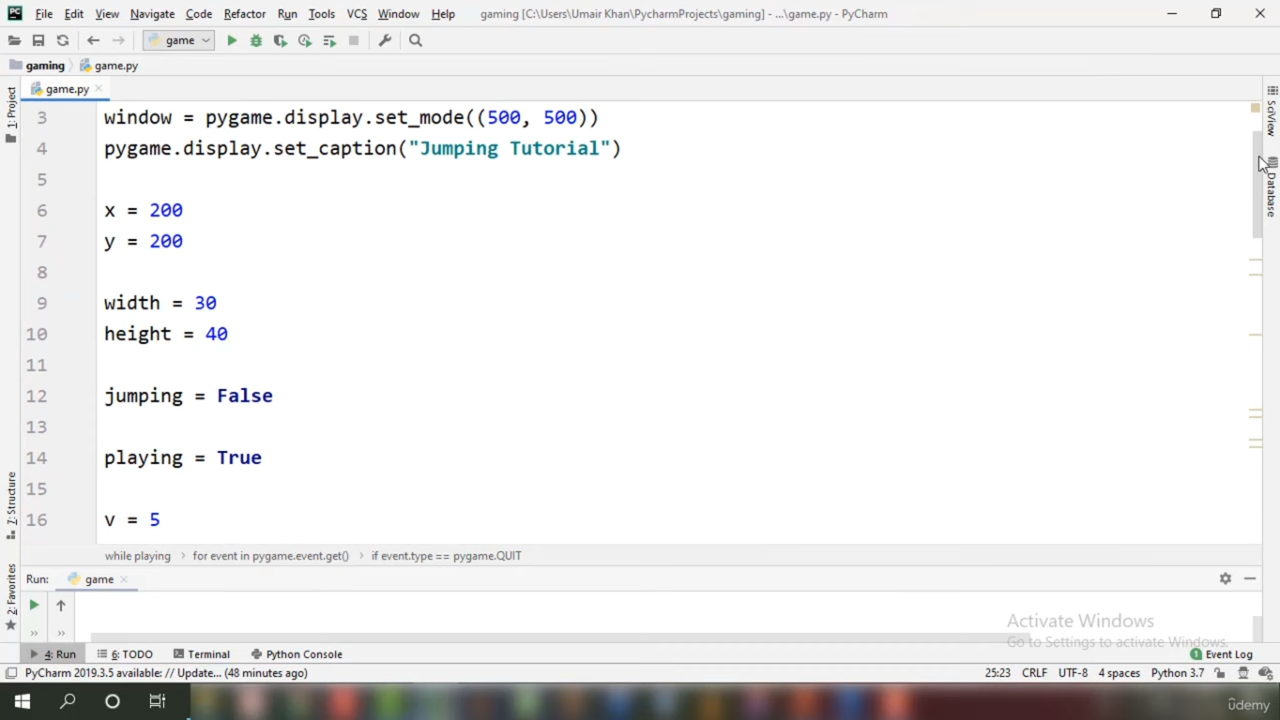 PC File Edit View Navigate Code Refactor Run Tools VCS Window Help gaming [C:\Users\Umair Khan\PycharmProjects\gaming] - ...\game.py - PyCharm
game
gaming game.py
game.py
1: Project
SciView
Database
3 window = pygame.display.set_mode((500, 500))
4 pygame.display.set_caption("Jumping Tutorial")
5
6 x = 200
7 y = 200
8
9 width = 30
10 height = 40
11
12 jumping = False
13
14 playing = True
15
16 v = 5
7: Structure
2: Favorites
while playing for event in pygame.event.get() if event.type == pygame.QUIT
Run: game
Activate Windows
Go to Settings to activate Windows.
4: Run 6: TODO Terminal Python Console 1 Event Log
PyCharm 2019.3.5 available: // Update... (48 minutes ago) 25:23 CRLF UTF-8 4 spaces Python 3.7
ûdemy